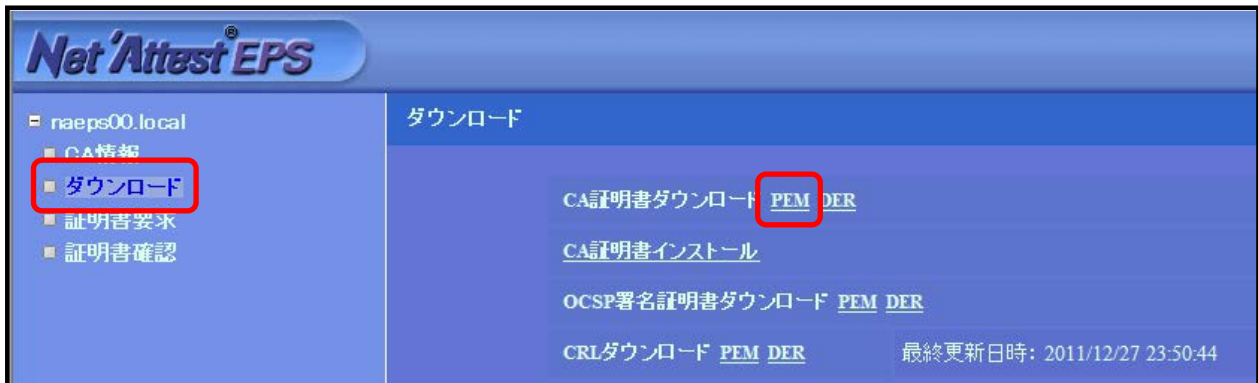 Net'Attest® EPS
naeps00.local
CA情報
ダウンロード
証明書要求
証明書確認
ダウンロード
CA証明書ダウンロード PEM DER
CA証明書インストール
OCSP署名証明書ダウンロード PEM DER
CRLダウンロード PEM DER 最終更新日時: 2011/12/27 23:50:44